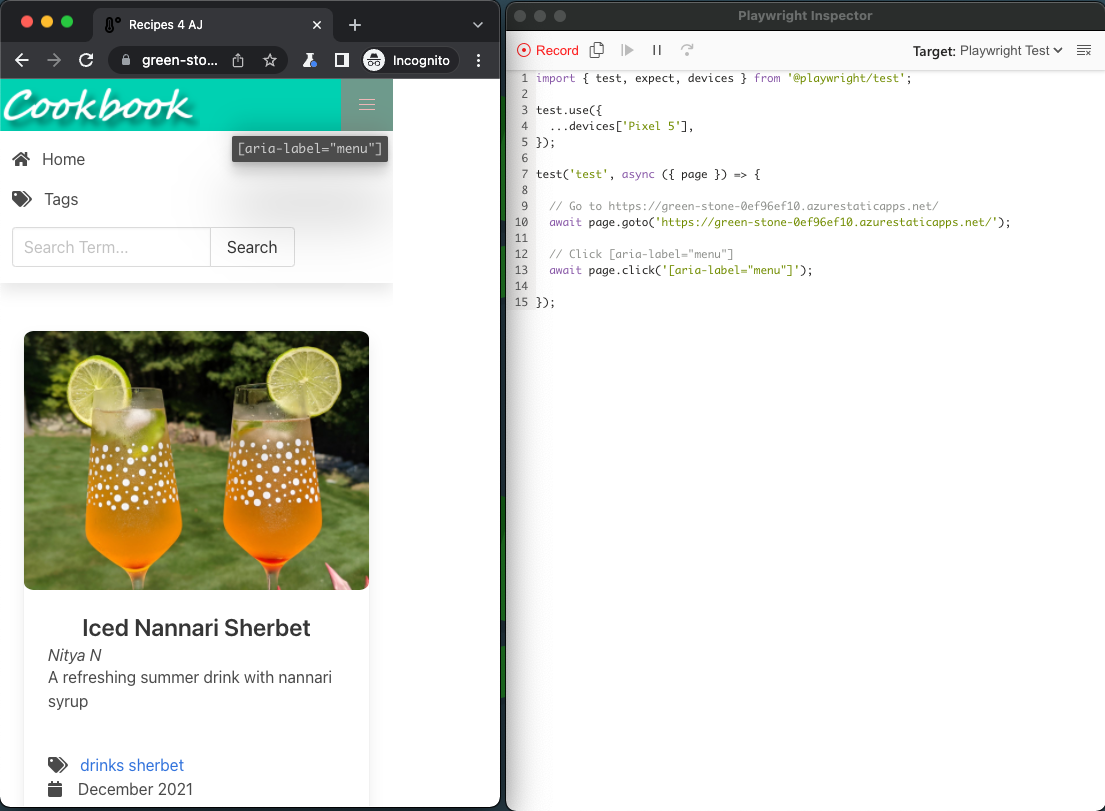 Recipes 4 AJ
green-sto...
Incognito
Cookbook
[aria-label="menu"]
Home
Tags
Search Term...
Search
Iced Nannari Sherbet
Nitya N
A refreshing summer drink with nannari
syrup
drinks sherbet
December 2021
Playwright Inspector
Record
Target: Playwright Test
1 import { test, expect, devices } from '@playwright/test';
2
3 test.use({
4   ...devices['Pixel 5'],
5 });
6
7 test('test', async ({ page }) => {
8
9   // Go to https://green-stone-0ef96ef10.azurestaticapps.net/
10   await page.goto('https://green-stone-0ef96ef10.azurestaticapps.net/');
11
12   // Click [aria-label="menu"]
13   await page.click('[aria-label="menu"]');
14
15 });